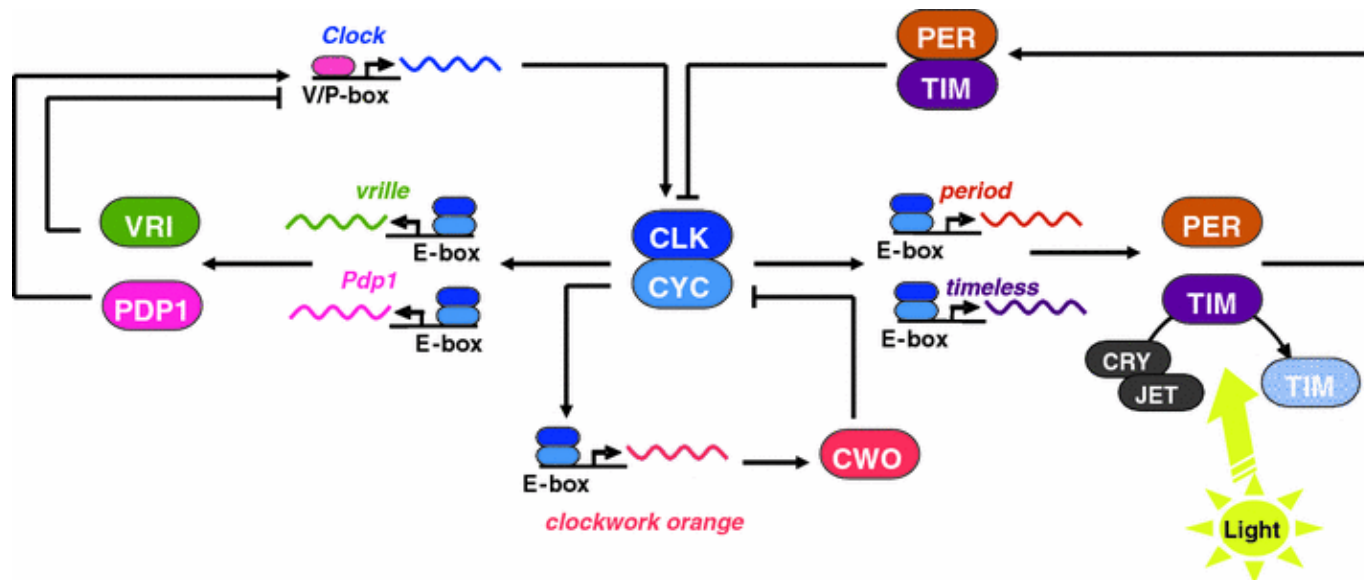 Clock
V/P-box
PER
TIM
vrille
E-box
Pdp1
E-box
VRI
PDP1
CLK
CYC
period
E-box
timeless
E-box
PER
TIM
CRY
JET
TIM
E-box
clockwork orange
CWO
Light